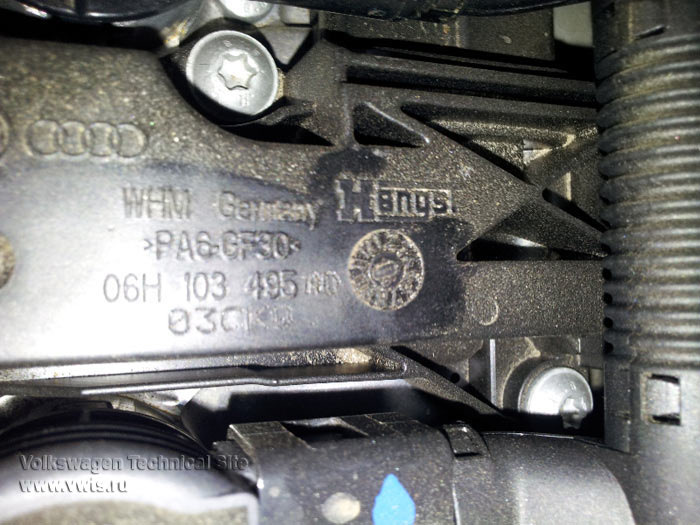 WHM Germany Hengst
>PA6-GF30<
06H 103 495
Volkswagen Technical Site
www.vwts.ru